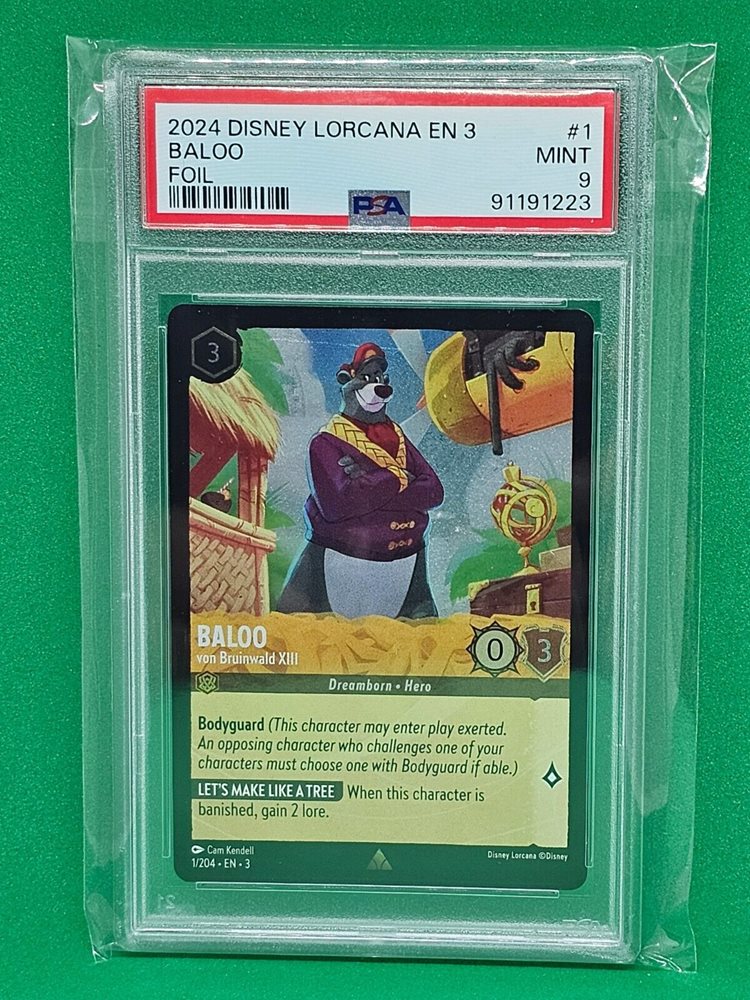 2024 DISNEY LORCANA EN 3 #1
BALOO MINT
FOIL 9
PSA 91191223
3
BALOO
von Bruinwald XIII
0 3
Dreamborn • Hero
Bodyguard (This character may enter play exerted.
An opposing character who challenges one of your
characters must choose one with Bodyguard if able.)
LET'S MAKE LIKE A TREE When this character is
banished, gain 2 lore.
Cam Kendell
1/204 • EN • 3
Disney Lorcana ©Disney